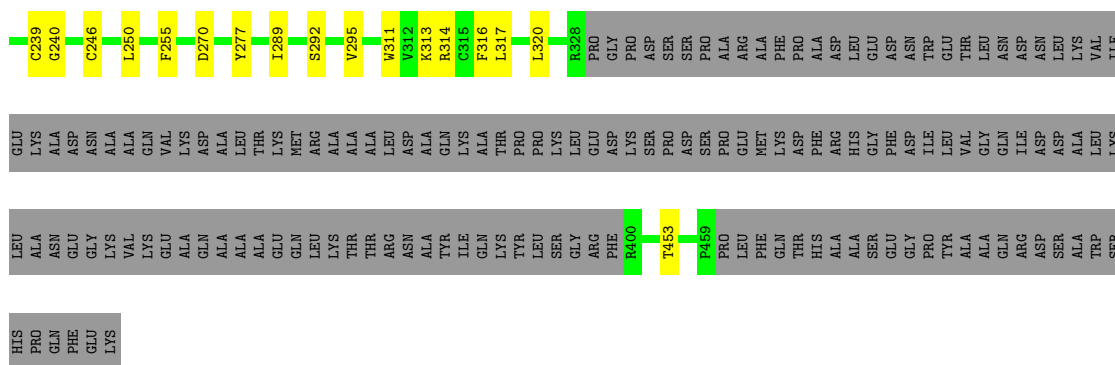 C239 G240 C246 L250 F255 D270 Y277 I289 S292 V295 W311 V312 K313 R314 C315 F316 L317 L320 R328 PRO GLY PRO ASP SER SER PRO ALA ARG ALA PHE PRO ALA ASP LEU GLU ASP ASN TRP GLU THR LEU ASN ASP ASN LEU LYS VAL ILE
GLU LYS ALA ASP ASN ALA ALA GLN VAL LYS ASP ALA LEU THR LYS MET ARG ALA ALA ALA LEU ASP ALA GLN LYS ALA THR PRO PRO LYS LEU GLU ASP LYS SER PRO ASP SER PRO GLU MET LYS ASP PHE ARG HIS GLY PHE ASP ILE LEU VAL GLY GLN ILE ASP ASP ALA LEU LYS
LEU ALA ASN GLU GLY LYS VAL LYS GLU ALA GLN ALA ALA ALA GLU GLN LEU LYS THR THR ARG ASN ALA TYR ILE GLN LYS TYR LEU SER GLY ARG PHE R400 T453 P459 PRO LEU PHE GLN THR HIS ALA ALA SER GLU GLY PRO TYR ALA ALA GLN ARG ASP SER ALA TRP SER
HIS PRO GLN PHE GLU LYS